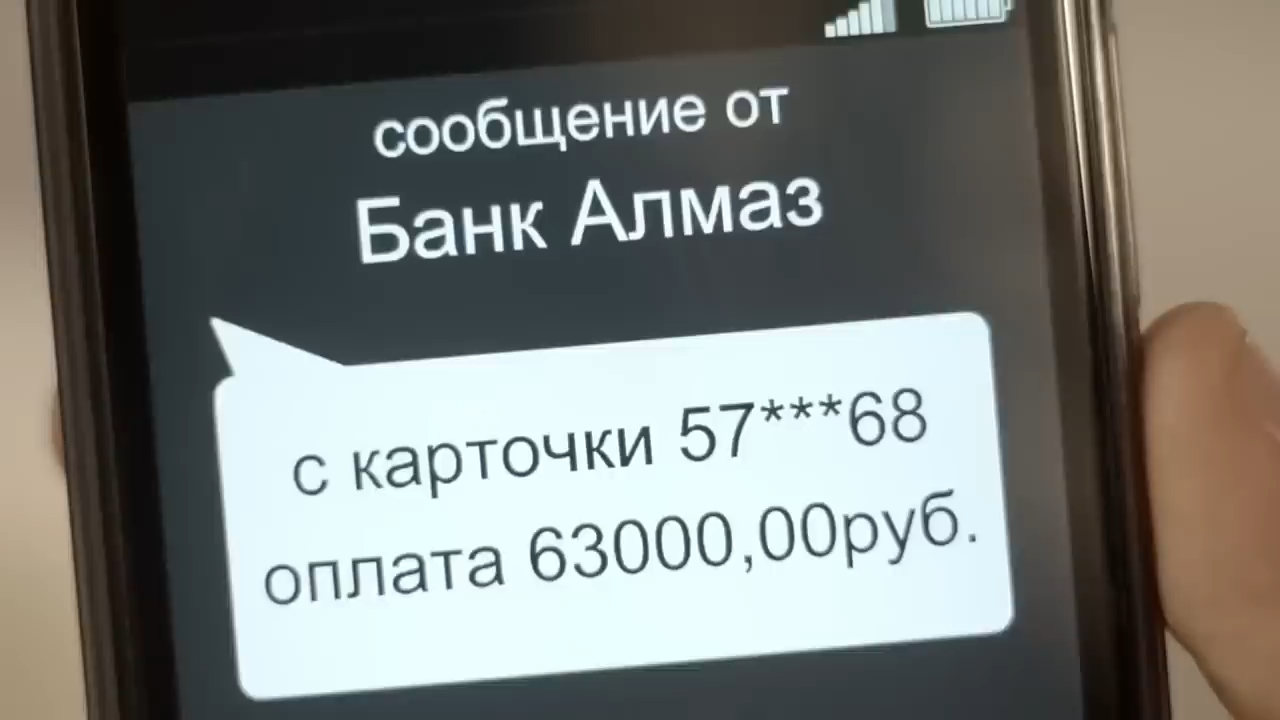 сообщение от
Банк Алмаз
с карточки 57***68
оплата 63000,00руб.